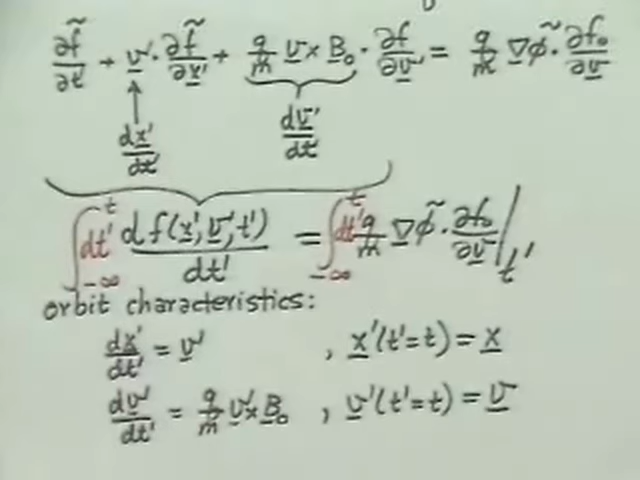 ∂f̃/∂t' + v'·∂f̃/∂x' + q/m v × B₀ · ∂f/∂v' = q/m ∇φ̃ · ∂f₀/∂v
dx'/dt' dv'/dt'
∫_{-∞}^{t} dt' df(x', v', t')/dt' = ∫_{-∞}^{t} dt' q/m ∇φ̃ · ∂f₀/∂v |_{t'}
orbit characteristics:
dx'/dt' = v' , x'(t'=t) = x
dv'/dt' = q/m v' × B₀ , v'(t'=t) = v